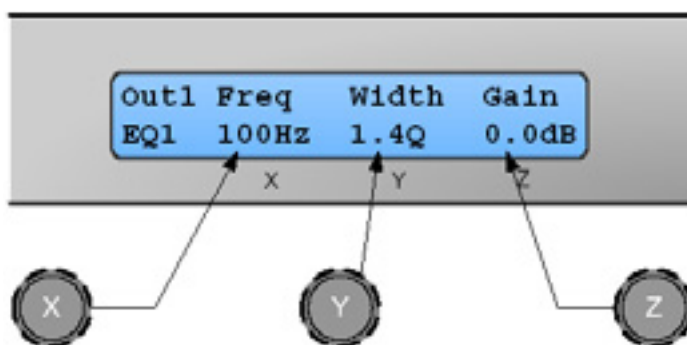 Out1 Freq Width Gain
EQ1 100Hz 1.4Q 0.0dB
X Y Z
X Y Z